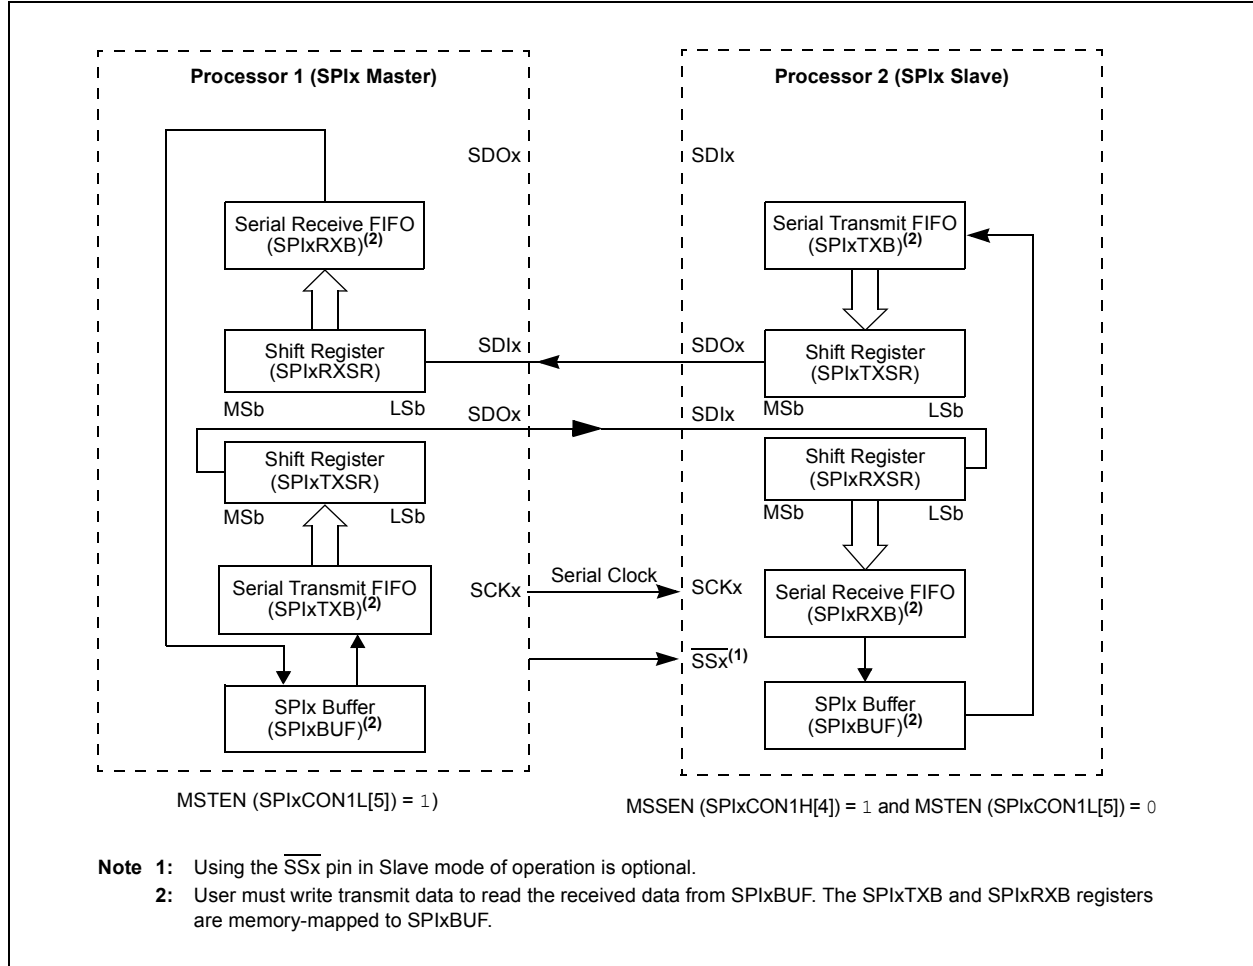 Processor 1 (SPIx Master)
SDOx
Serial Receive FIFO
(SPIxRXB)(2)
Shift Register
(SPIxRXSR)
SDIx
MSb
LSb
SDOx
Shift Register
(SPIxTXSR)
MSb
LSb
Serial Transmit FIFO
(SPIxTXB)(2)
SCKx
SPIx Buffer
(SPIxBUF)(2)
MSTEN (SPIxCON1L[5]) = 1)
Serial Clock
Processor 2 (SPIx Slave)
SDIx
Serial Transmit FIFO
(SPIxTXB)(2)
SDOx
Shift Register
(SPIxTXSR)
MSb
LSb
SDIx
Shift Register
(SPIxRXSR)
MSb
LSb
SCKx
Serial Receive FIFO
(SPIxRXB)(2)
SSx(1)
SPIx Buffer
(SPIxBUF)(2)
MSSEN (SPIxCON1H[4]) = 1 and MSTEN (SPIxCON1L[5]) = 0
Note 1: Using the SSx pin in Slave mode of operation is optional.
2: User must write transmit data to read the received data from SPIxBUF. The SPIxTXB and SPIxRXB registers
are memory-mapped to SPIxBUF.